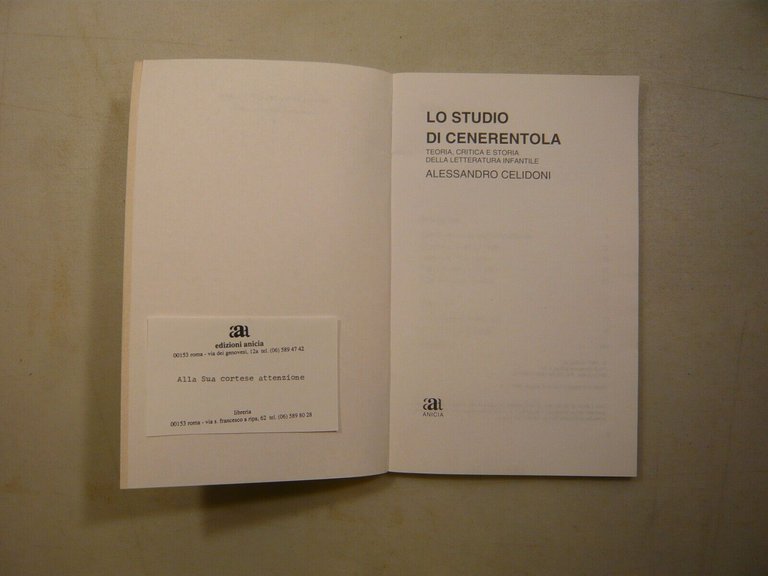 aaa
edizioni anicia
00153 roma - via dei genovesi, 12a tel. (06) 589 47 42
Alla Sua cortese attenzione
libreria
00153 roma - via s. francesco a ripa, 62 tel. (06) 589 80 28
LO STUDIO
DI CENERENTOLA
TEORIA, CRITICA E STORIA
DELLA LETTERATURA INFANTILE
ALESSANDRO CELIDONI
aaa
ANICIA